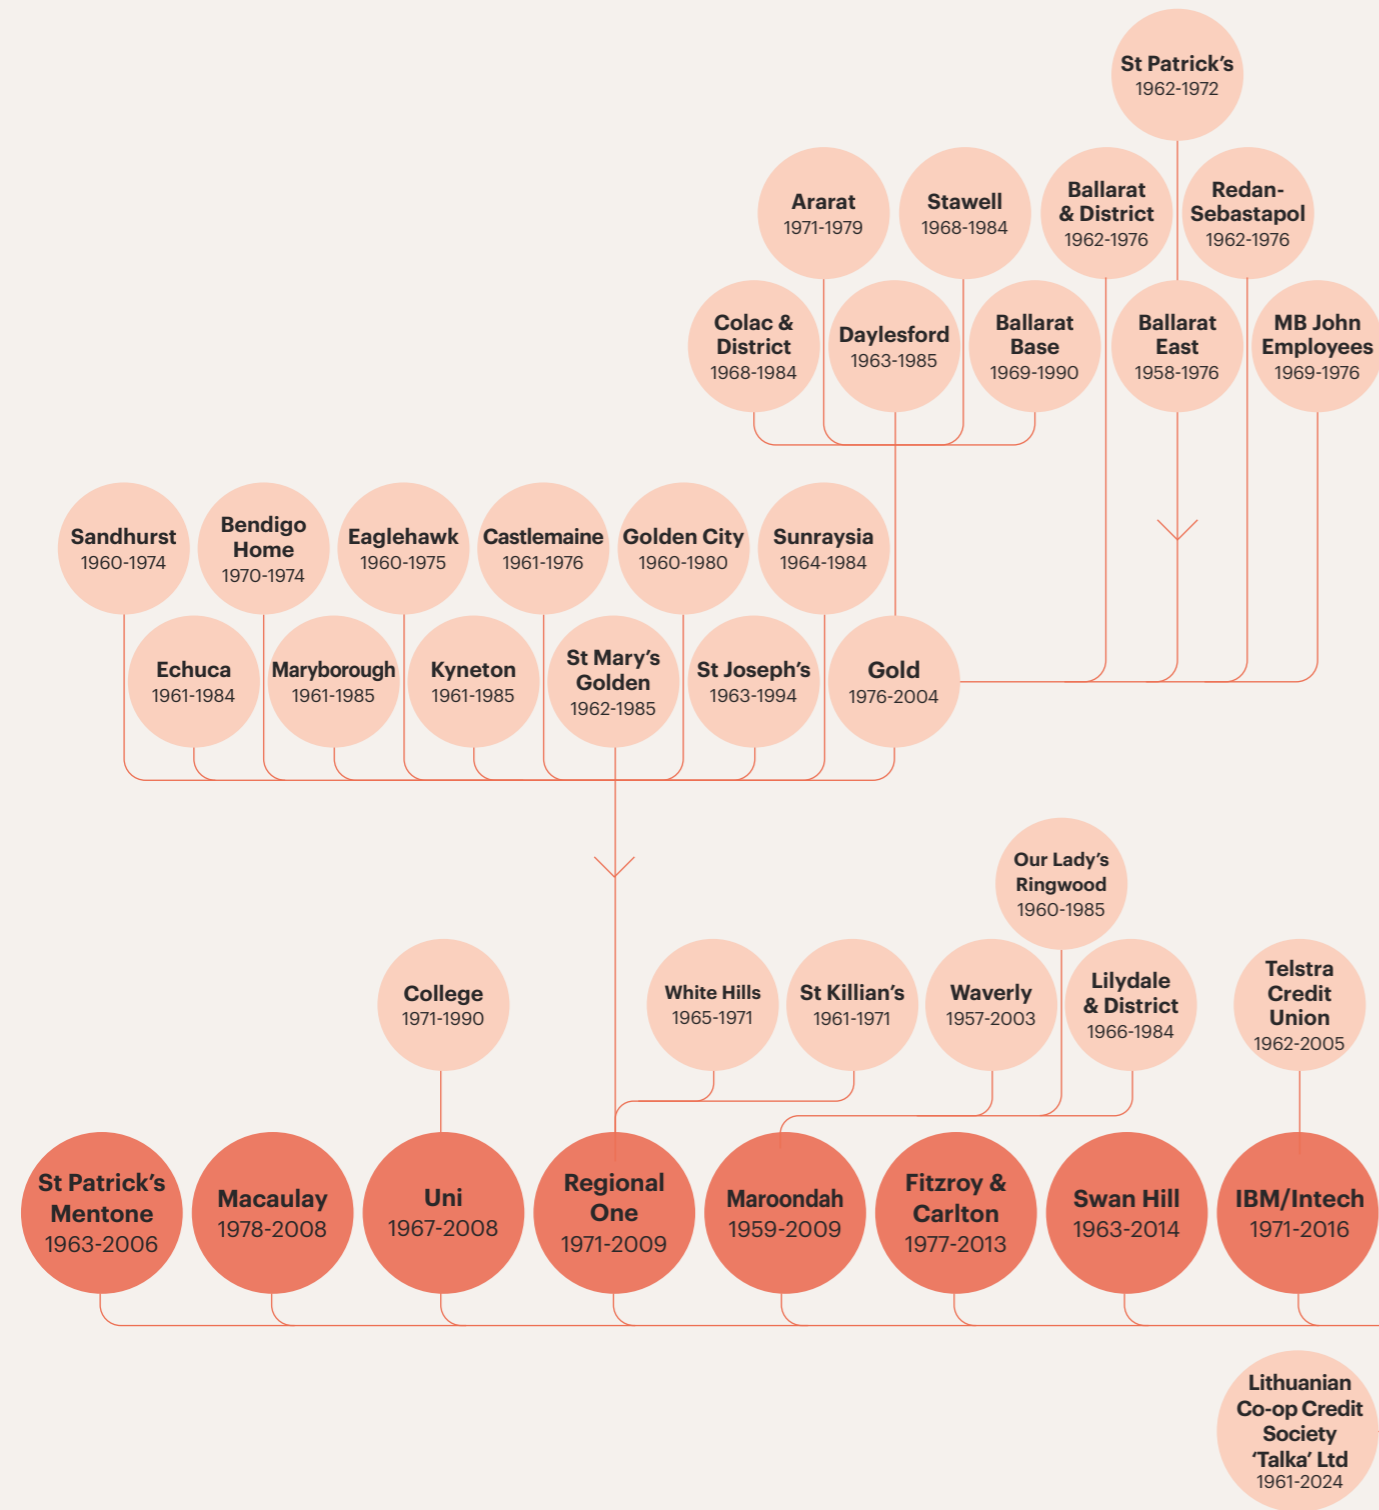 St Patrick’s
1962-1972
Ararat
1971-1979
Stawell
1968-1984
Ballarat
& District
1962-1976
Redan-
Sebastapol
1962-1976
Colac &
District
1968-1984
Daylesford
1963-1985
Ballarat
Base
1969-1990
Ballarat
East
1958-1976
MB John
Employees
1969-1976
Sandhurst
1960-1974
Bendigo
Home
1970-1974
Eaglehawk
1960-1975
Castlemaine
1961-1976
Golden City
1960-1980
Sunraysia
1964-1984
Echuca
1961-1984
Maryborough
1961-1985
Kyneton
1961-1985
St Mary’s
Golden
1962-1985
St Joseph’s
1963-1994
Gold
1976-2004
Our Lady’s
Ringwood
1960-1985
College
1971-1990
White Hills
1965-1971
St Killian’s
1961-1971
Waverly
1957-2003
Lilydale
& District
1966-1984
Telstra
Credit
Union
1962-2005
St Patrick’s
Mentone
1963-2006
Macaulay
1978-2008
Uni
1967-2008
Regional
One
1971-2009
Maroondah
1959-2009
Fitzroy &
Carlton
1977-2013
Swan Hill
1963-2014
IBM/Intech
1971-2016
Lithuanian
Co-op Credit
Society
‘Talka’ Ltd
1961-2024